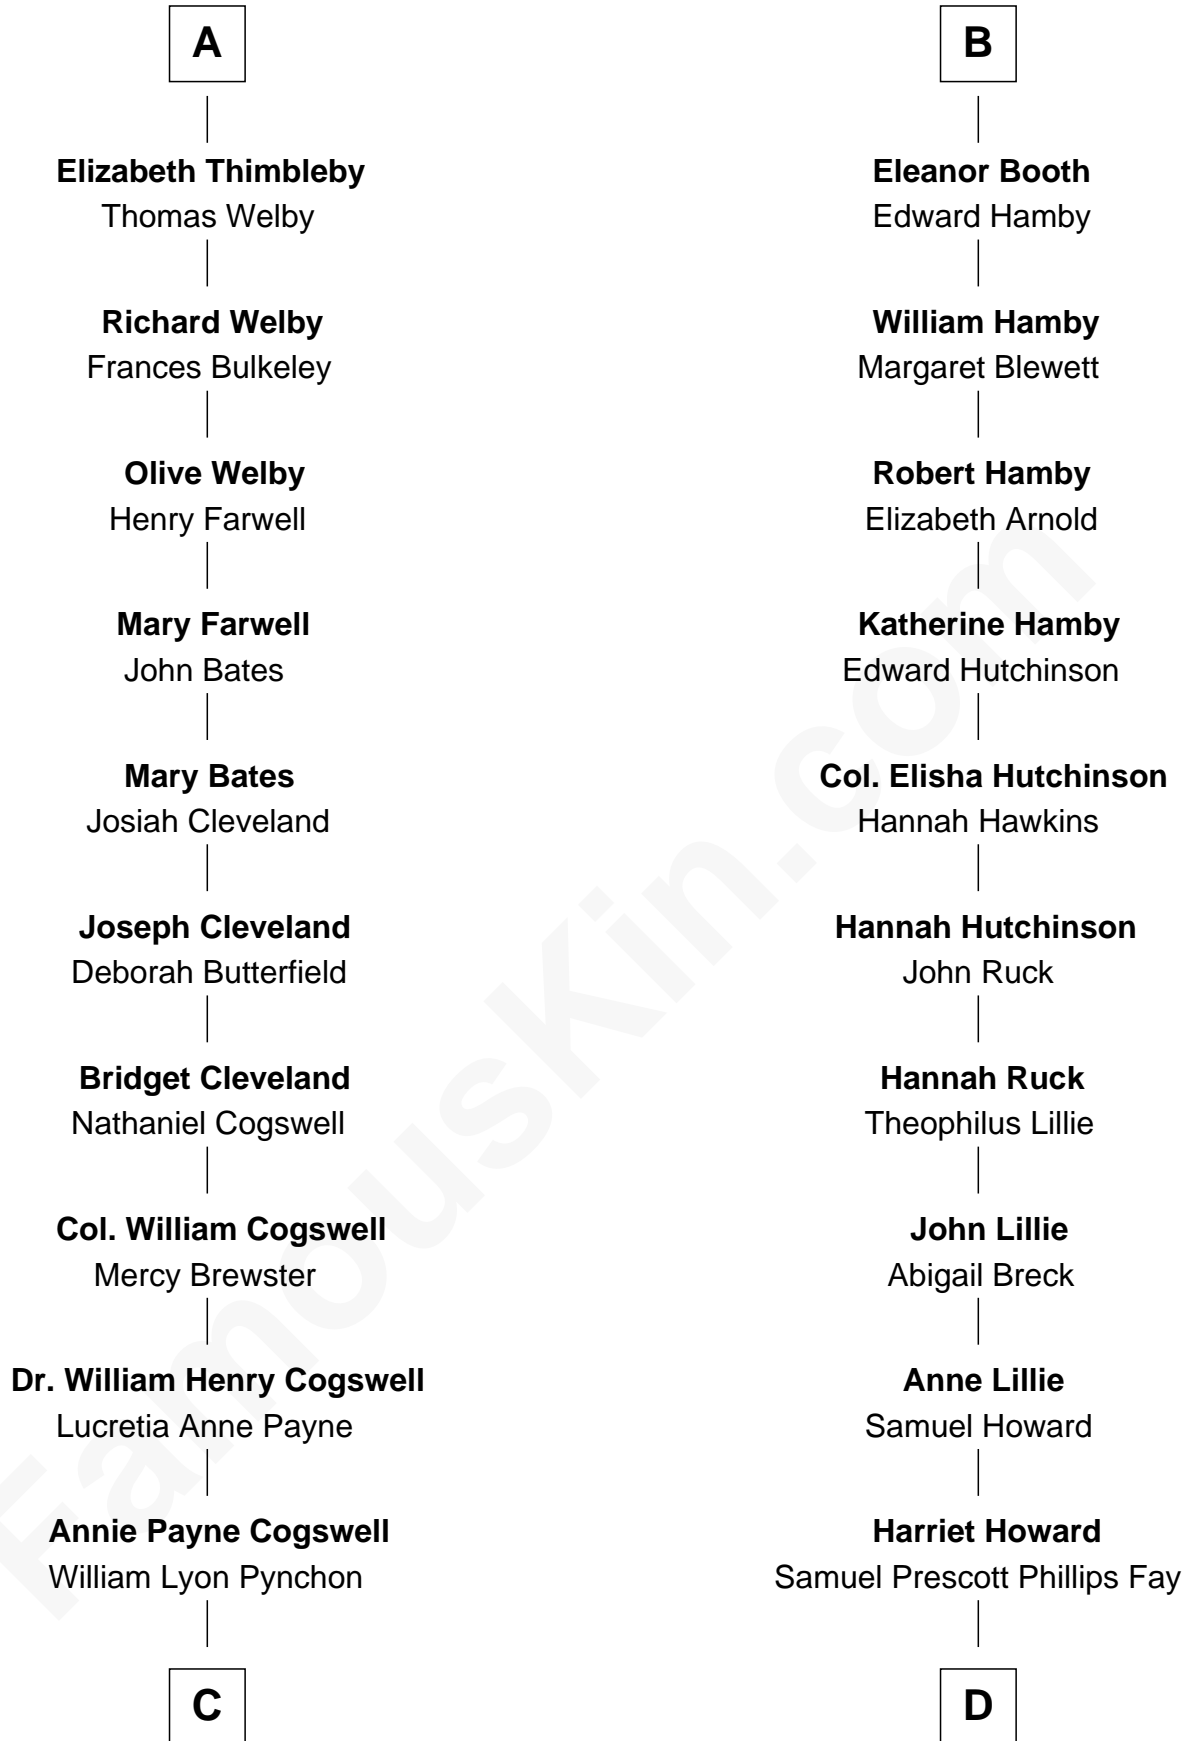 A
Elizabeth Thimbleby
Thomas Welby
Richard Welby
Frances Bulkeley
Olive Welby
Henry Farwell
Mary Farwell
John Bates
Mary Bates
Josiah Cleveland
Joseph Cleveland
Deborah Butterfield
Bridget Cleveland
Nathaniel Cogswell
Col. William Cogswell
Mercy Brewster
Dr. William Henry Cogswell
Lucretia Anne Payne
Annie Payne Cogswell
William Lyon Pynchon
C
B
Eleanor Booth
Edward Hamby
William Hamby
Margaret Blewett
Robert Hamby
Elizabeth Arnold
Katherine Hamby
Edward Hutchinson
Col. Elisha Hutchinson
Hannah Hawkins
Hannah Hutchinson
John Ruck
Hannah Ruck
Theophilus Lillie
John Lillie
Abigail Breck
Anne Lillie
Samuel Howard
Harriet Howard
Samuel Prescott Phillips Fay
D
FamousKin.com